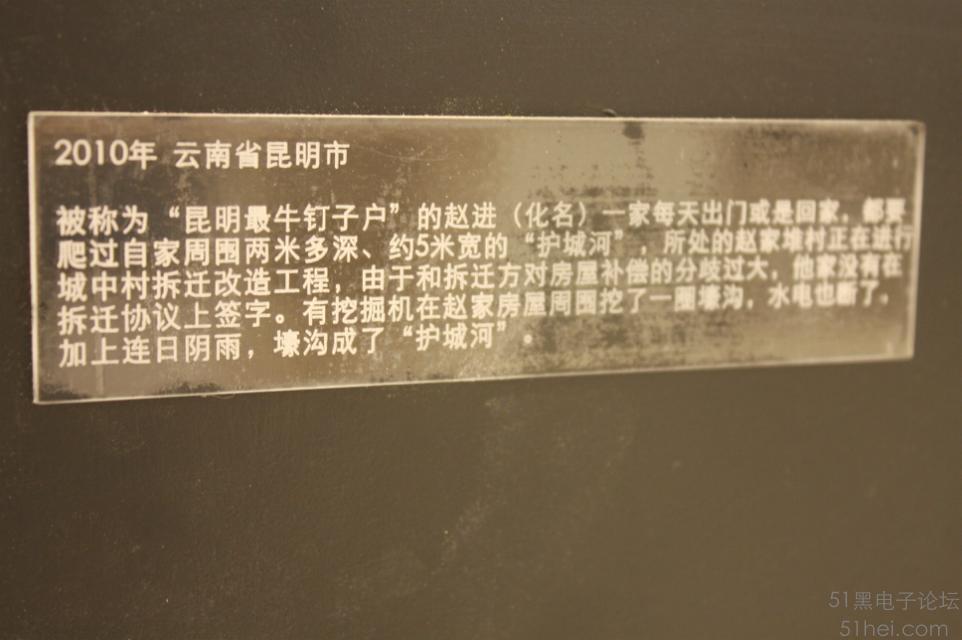 2010年 云南省昆明市
被称为“昆明最牛钉子户”的赵进（化名）一家每天出门或是回家，都要
爬过自家周围两米多深、约5米宽的“护城河”，所处的赵家堆村正在进行
城中村拆迁改造工程，由于和拆迁方对房屋补偿的分歧过大，他家没有在
拆迁协议上签字。有挖掘机在赵家房屋周围挖了一圈壕沟，水电也断了，
加上连日阴雨，壕沟成了“护城河”。
51黑电子论坛
51hei.com